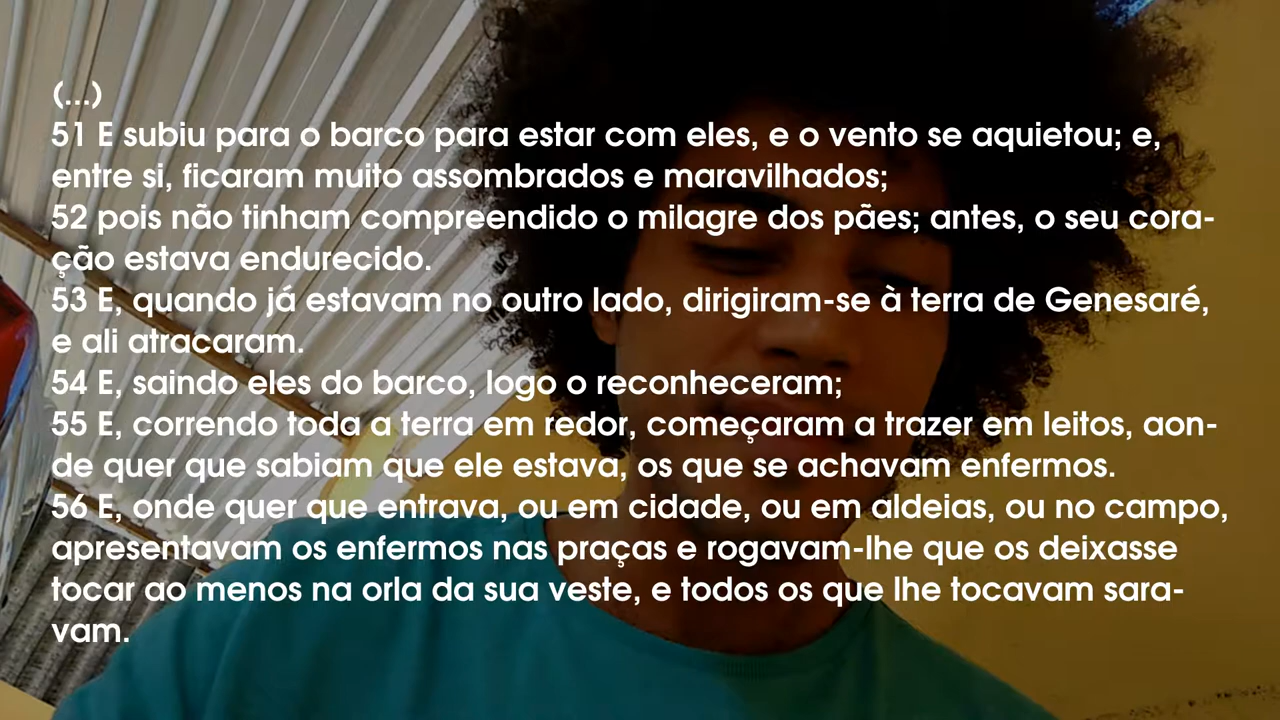 (...)
51 E subiu para o barco para estar com eles, e o vento se aquietou; e,
entre si, ficaram muito assombrados e maravilhados;
52 pois não tinham compreendido o milagre dos pães; antes, o seu cora-
ção estava endurecido.
53 E, quando já estavam no outro lado, dirigiram-se à terra de Genesaré,
e ali atracaram.
54 E, saindo eles do barco, logo o reconheceram;
55 E, correndo toda a terra em redor, começaram a trazer em leitos, aon-
de quer que sabiam que ele estava, os que se achavam enfermos.
56 E, onde quer que entrava, ou em cidade, ou em aldeias, ou no campo,
apresentavam os enfermos nas praças e rogavam-lhe que os deixasse
tocar ao menos na orla da sua veste, e todos os que lhe tocavam sara-
vam.